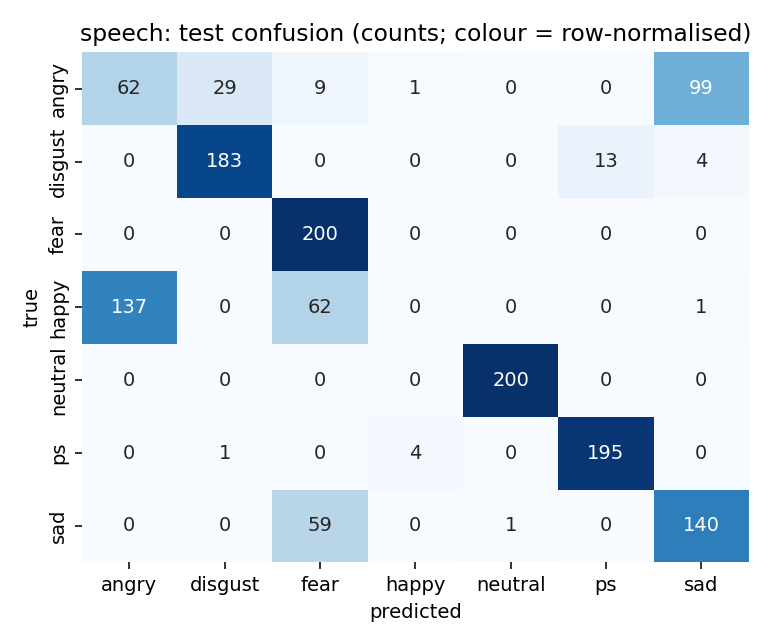 speech: test confusion (counts; colour = row-normalised)
true
angry 62 29 9 1 0 0 99
disgust 0 183 0 0 0 13 4
fear 0 0 200 0 0 0 0
happy 137 0 62 0 0 0 1
neutral 0 0 0 0 200 0 0
ps 0 1 0 4 0 195 0
sad 0 0 59 0 1 0 140
angry disgust fear happy neutral ps sad
predicted